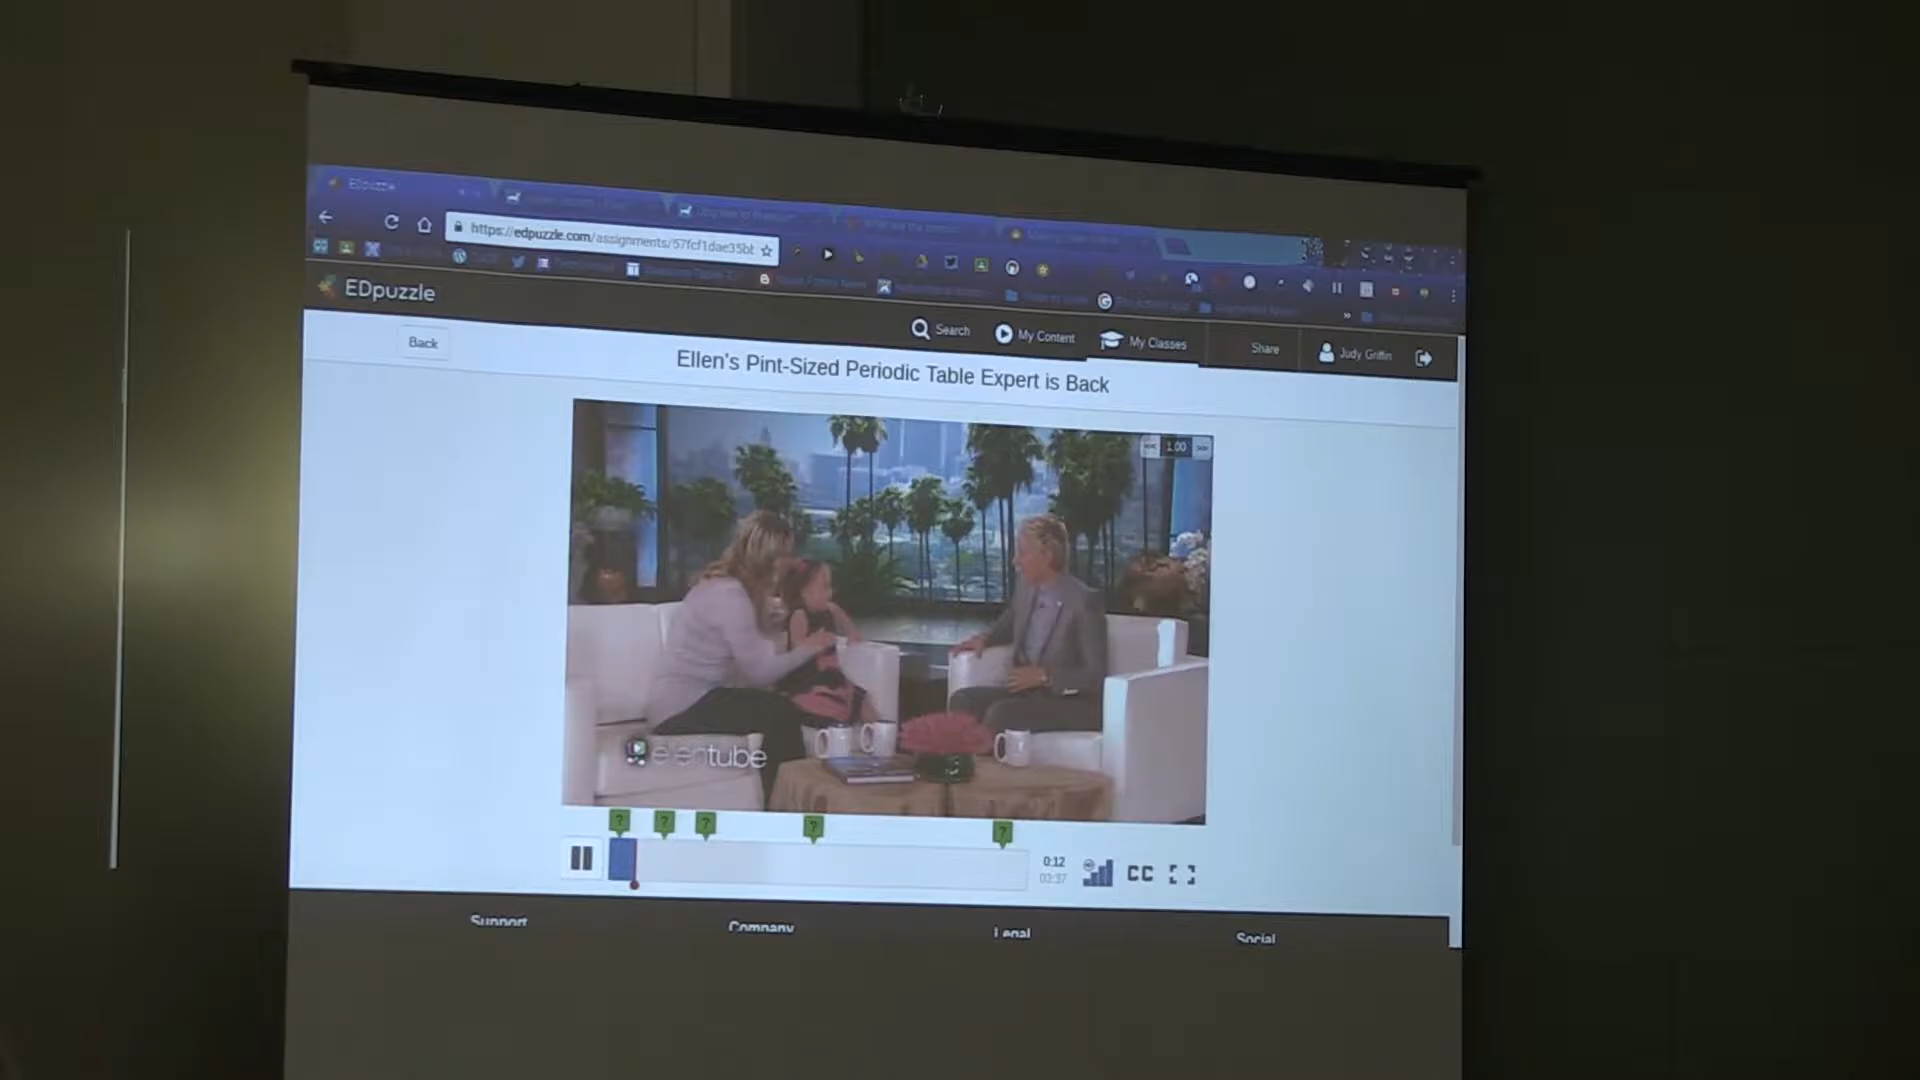 EDpuzzle
https://edpuzzle.com/assignments/57fcf1dae35bt
EDpuzzle
Search
My Content
My Classes
Share
Judy Griffin
Back
Ellen's Pint-Sized Periodic Table Expert is Back
1.00
ellentube
? ? ? ? ?
0:12
03:37
CC
Support
Company
Legal
Social